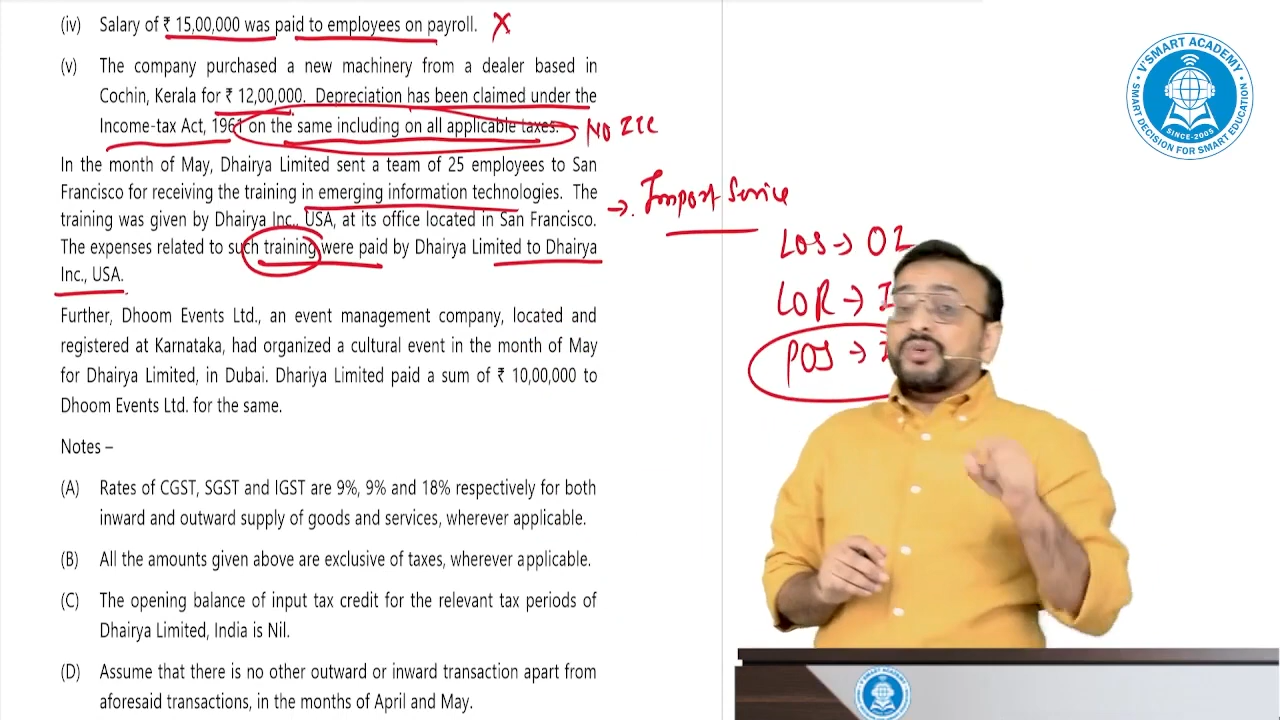 (iv) Salary of ₹ 15,00,000 was paid to employees on payroll. X
(v) The company purchased a new machinery from a dealer based in
Cochin, Kerala for ₹ 12,00,000. Depreciation has been claimed under the
Income-tax Act, 1961 on the same including on all applicable taxes. → NO ITC
In the month of May, Dhairya Limited sent a team of 25 employees to San
Francisco for receiving the training in emerging information technologies. The
training was given by Dhairya Inc., USA, at its office located in San Francisco.
The expenses related to such training were paid by Dhairya Limited to Dhairya
Inc., USA.
→ Import Service
LOS → OI
LOR → I
POS → I
Further, Dhoom Events Ltd., an event management company, located and
registered at Karnataka, had organized a cultural event in the month of May
for Dhairya Limited, in Dubai. Dhariya Limited paid a sum of ₹ 10,00,000 to
Dhoom Events Ltd. for the same.
Notes –
(A) Rates of CGST, SGST and IGST are 9%, 9% and 18% respectively for both
inward and outward supply of goods and services, wherever applicable.
(B) All the amounts given above are exclusive of taxes, wherever applicable.
(C) The opening balance of input tax credit for the relevant tax periods of
Dhairya Limited, India is Nil.
(D) Assume that there is no other outward or inward transaction apart from
aforesaid transactions, in the months of April and May.
V'SMART ACADEMY
SMART DECISION FOR SMART EDUCATION
SINCE-2005